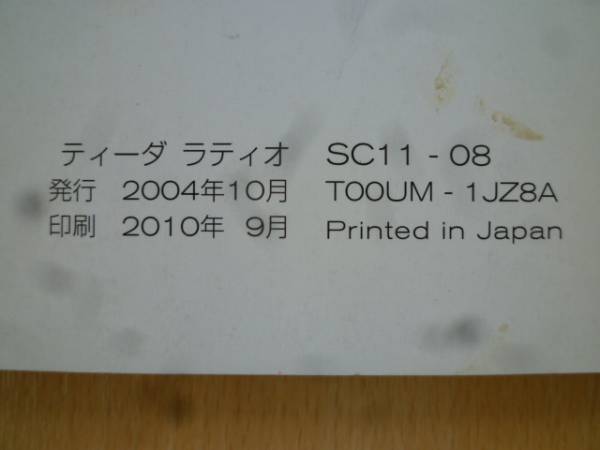 ティーダ ラティオ SC11 - 08
発行 2004年10月 T00UM - 1JZ8A
印刷 2010年 9月 Printed in Japan